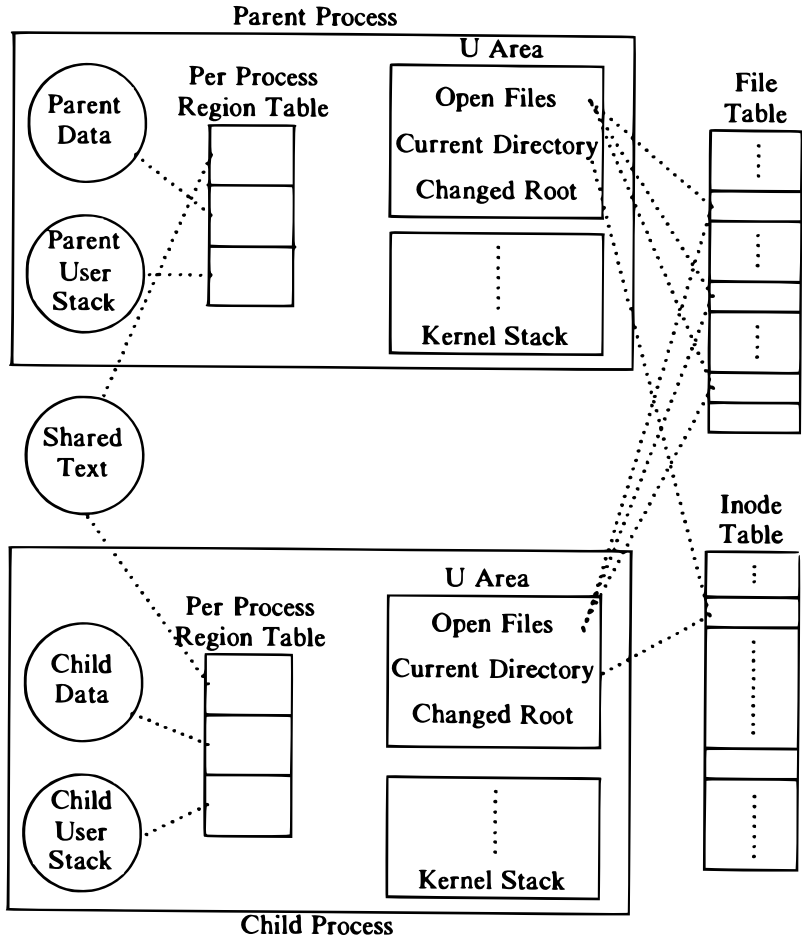 Parent Process
U Area
Per Process
Region Table
Parent
Data
Open Files
Current Directory
Changed Root
File
Table
Parent
User
Stack
Kernel Stack
Shared
Text
Inode
Table
U Area
Per Process
Region Table
Open Files
Current Directory
Changed Root
Child
Data
Child
User
Stack
Kernel Stack
Child Process